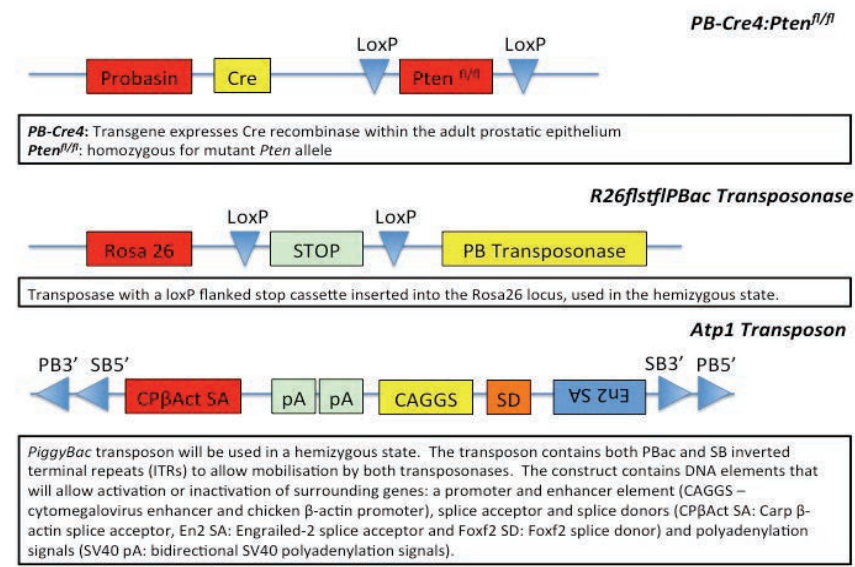 PB-Cre4:Pten^fl/fl
LoxP LoxP
Probasin Cre Pten fl/fl
PB-Cre4: Transgene expresses Cre recombinase within the adult prostatic epithelium
Pten^fl/fl: homozygous for mutant Pten allele
R26flstflPBac Transposonase
LoxP LoxP
Rosa 26 STOP PB Transposonase
Transposase with a loxP flanked stop cassette inserted into the Rosa26 locus, used in the hemizygous state.
Atp1 Transposon
PB3′ SB5′ SB3′ PB5′
CPβAct SA pA pA CAGGS SD En2 SA
PiggyBac transposon will be used in a hemizygous state. The transposon contains both PBac and SB inverted
terminal repeats (ITRs) to allow mobilisation by both transposonases. The construct contains DNA elements that
will allow activation or inactivation of surrounding genes: a promoter and enhancer element (CAGGS –
cytomegalovirus enhancer and chicken β-actin promoter), splice acceptor and splice donors (CPβAct SA: Carp β-
actin splice acceptor, En2 SA: Engrailed-2 splice acceptor and Foxf2 SD: Foxf2 splice donor) and polyadenylation
signals (SV40 pA: bidirectional SV40 polyadenylation signals).